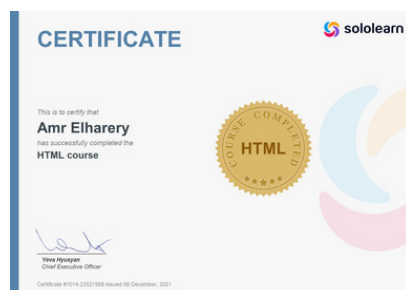 CERTIFICATE
sololearn
This is to certify that
Amr Elharery
has successfully completed the
HTML course
COURSE COMPLETED
HTML
Yeva Hyusyan
Chief Executive Officer
Certificate #1014-23521959 issued 08 December, 2021